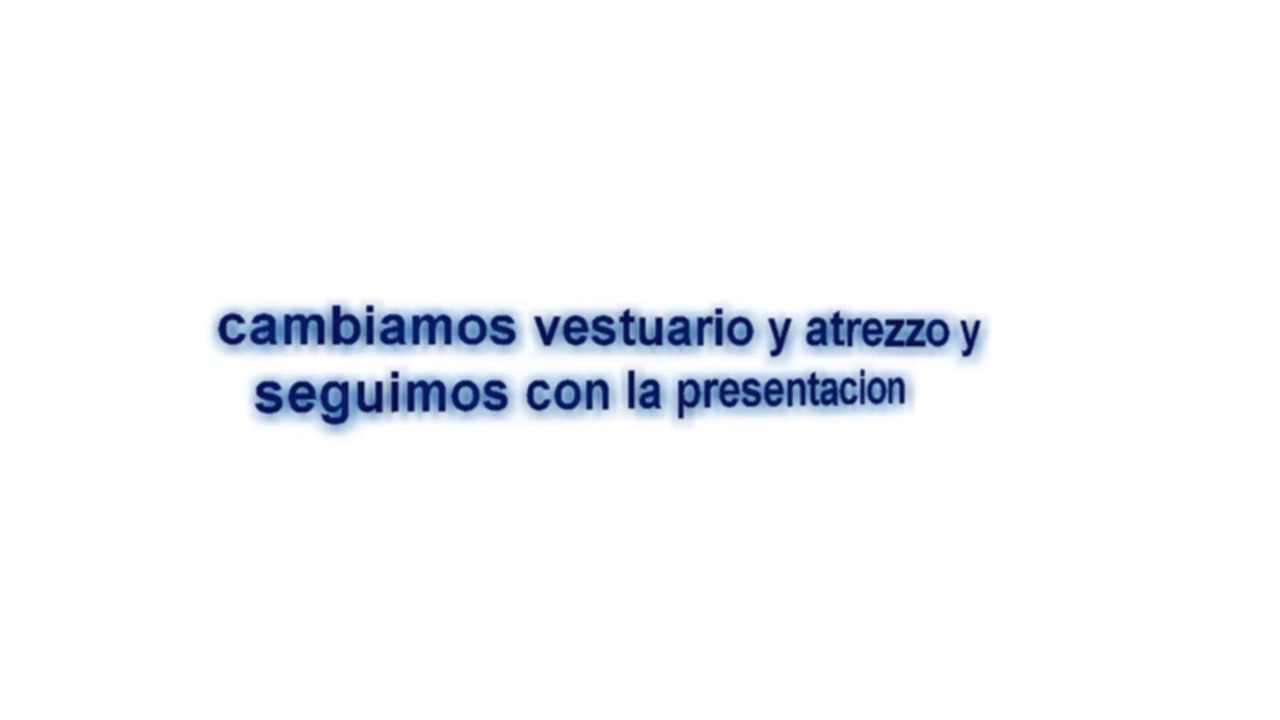 cambiamos vestuario y atrezzo y
seguimos con la presentacion